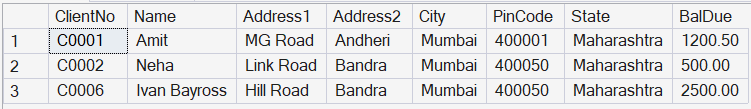 ClientNo Name Address1 Address2 City PinCode State BalDue
1 C0001 Amit MG Road Andheri Mumbai 400001 Maharashtra 1200.50
2 C0002 Neha Link Road Bandra Mumbai 400050 Maharashtra 500.00
3 C0006 Ivan Bayross Hill Road Bandra Mumbai 400050 Maharashtra 2500.00